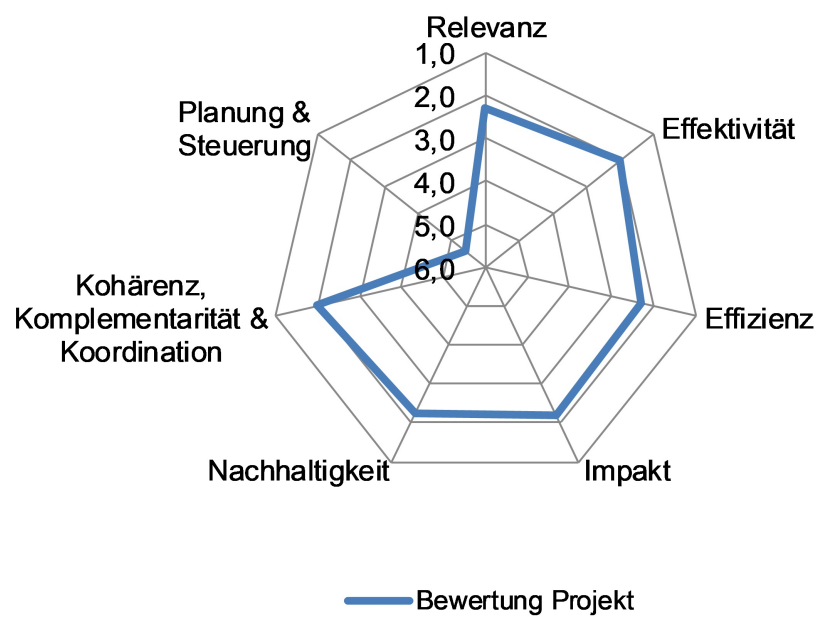 Relevanz
1,0
2,0
3,0
4,0
5,0
6,0
Effektivität
Effizienz
Impakt
Nachhaltigkeit
Kohärenz,
Komplementarität &
Koordination
Planung &
Steuerung
Bewertung Projekt